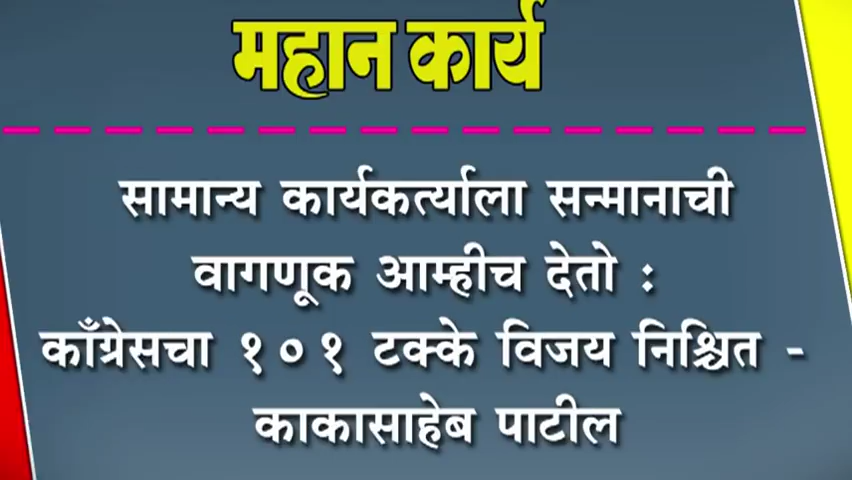 महान कार्य
सामान्य कार्यकर्त्याला सन्मानाची
वागणूक आम्हीच देतो :
काँग्रेसचा १०१ टक्के विजय निश्चित -
काकासाहेब पाटील